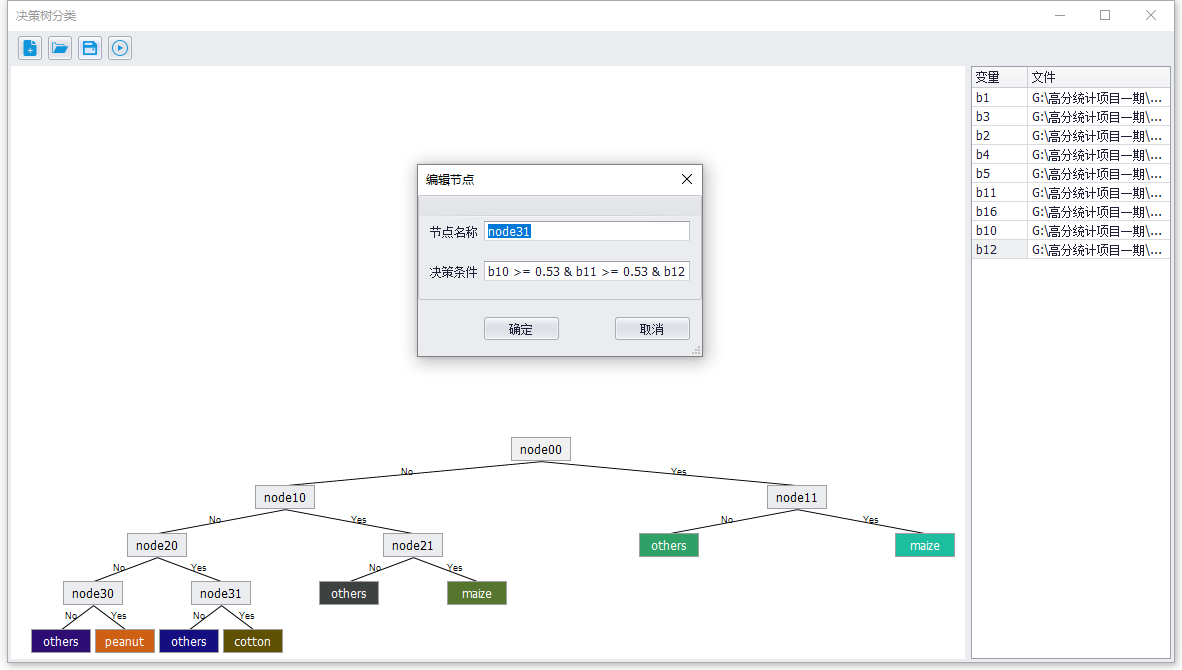 决策树分类
变量 文件
b1 G:\高分统计项目一期\...
b3 G:\高分统计项目一期\...
b2 G:\高分统计项目一期\...
b4 G:\高分统计项目一期\...
b5 G:\高分统计项目一期\...
b11 G:\高分统计项目一期\...
b16 G:\高分统计项目一期\...
b10 G:\高分统计项目一期\...
b12 G:\高分统计项目一期\...
编辑节点
节点名称 node31
决策条件 b10 >= 0.53 & b11 >= 0.53 & b12
确定 取消
node00
No Yes
node10 node11
No Yes No Yes
node20 node21 others maize
No Yes No Yes
node30 node31 others maize
No Yes No Yes
others peanut others cotton